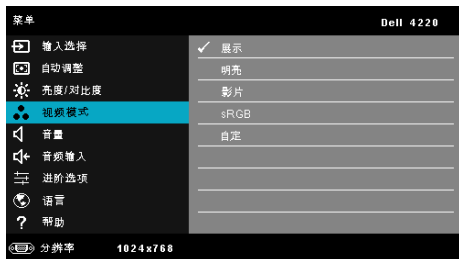 菜单
Dell 4220
输入选择
自动调整
亮度/对比度
视频模式
音量
音频输入
进阶选项
语言
帮助
展示
明亮
影片
sRGB
自定
分辨率 1024x768